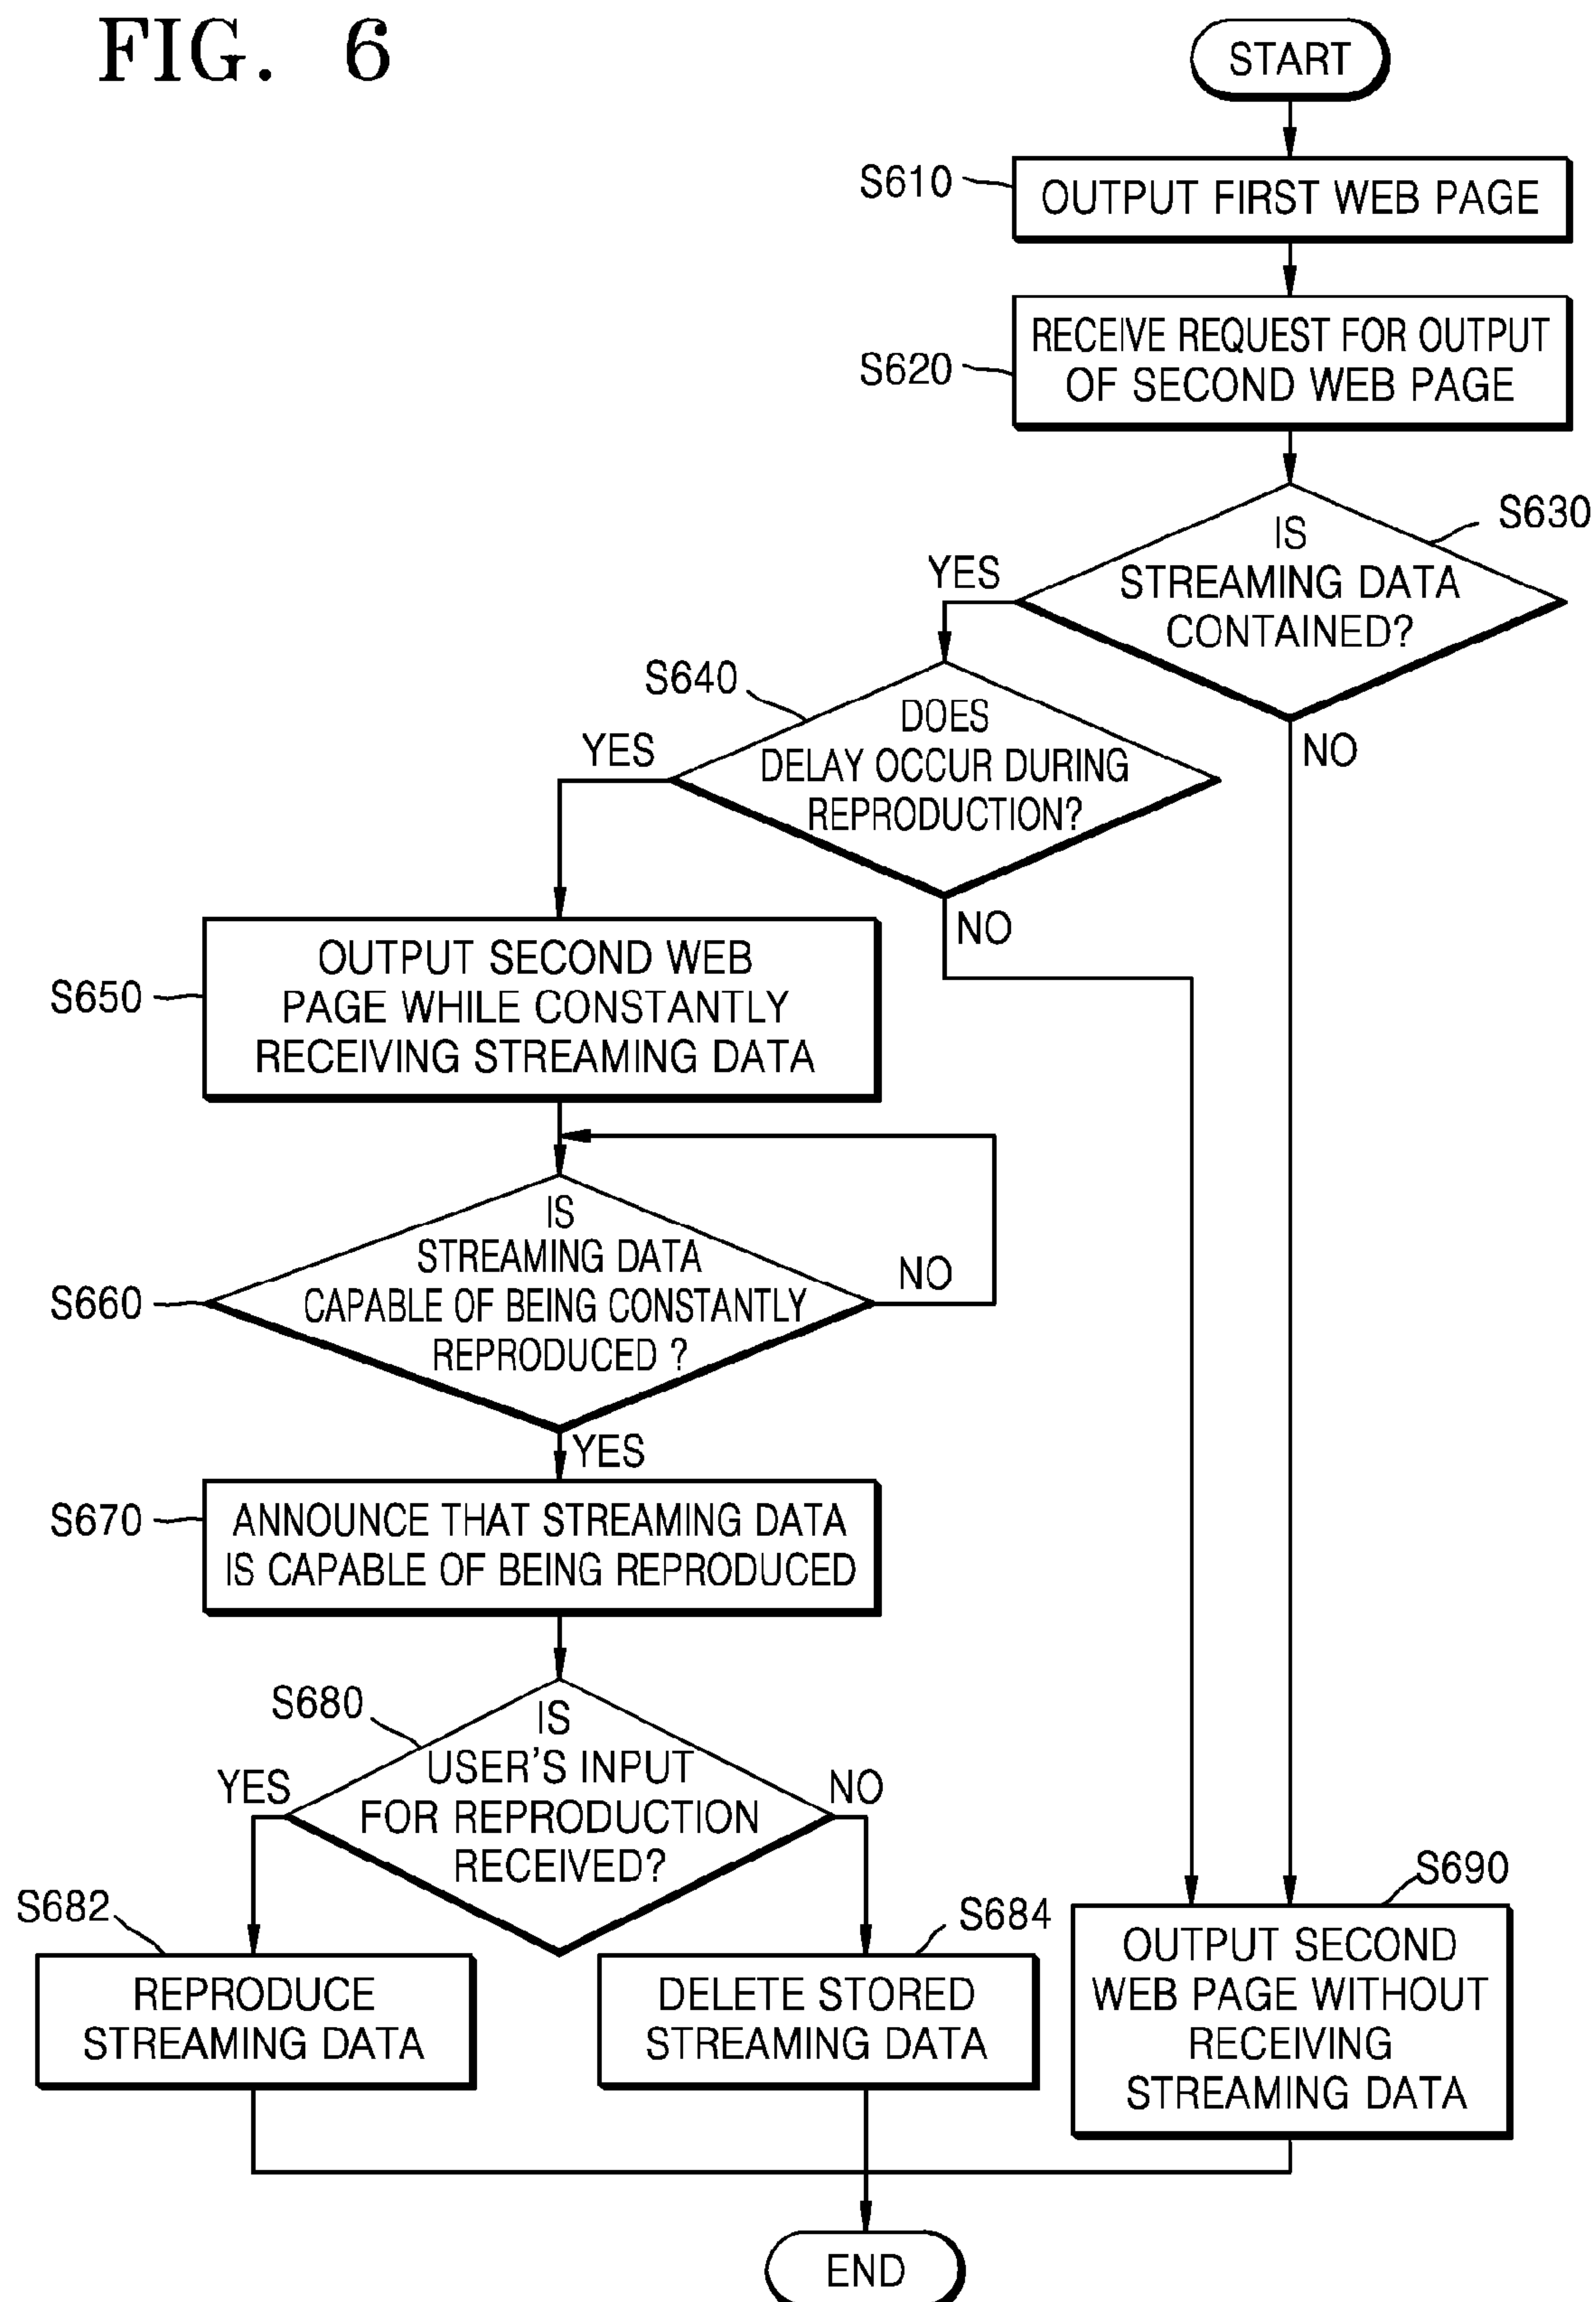 FIG. 6
START
S610
OUTPUT FIRST WEB PAGE
S620
RECEIVE REQUEST FOR OUTPUT
OF SECOND WEB PAGE
S630
IS
STREAMING DATA
CONTAINED?
YES
NO
S640
DOES
DELAY OCCUR DURING
REPRODUCTION?
YES
NO
S650
OUTPUT SECOND WEB
PAGE WHILE CONSTANTLY
RECEIVING STREAMING DATA
S660
IS
STREAMING DATA
CAPABLE OF BEING CONSTANTLY
REPRODUCED ?
NO
YES
S670
ANNOUNCE THAT STREAMING DATA
IS CAPABLE OF BEING REPRODUCED
S680
IS
USER'S INPUT
FOR REPRODUCTION
RECEIVED?
YES
NO
S682
REPRODUCE
STREAMING DATA
S684
DELETE STORED
STREAMING DATA
S690
OUTPUT SECOND
WEB PAGE WITHOUT
RECEIVING
STREAMING DATA
END